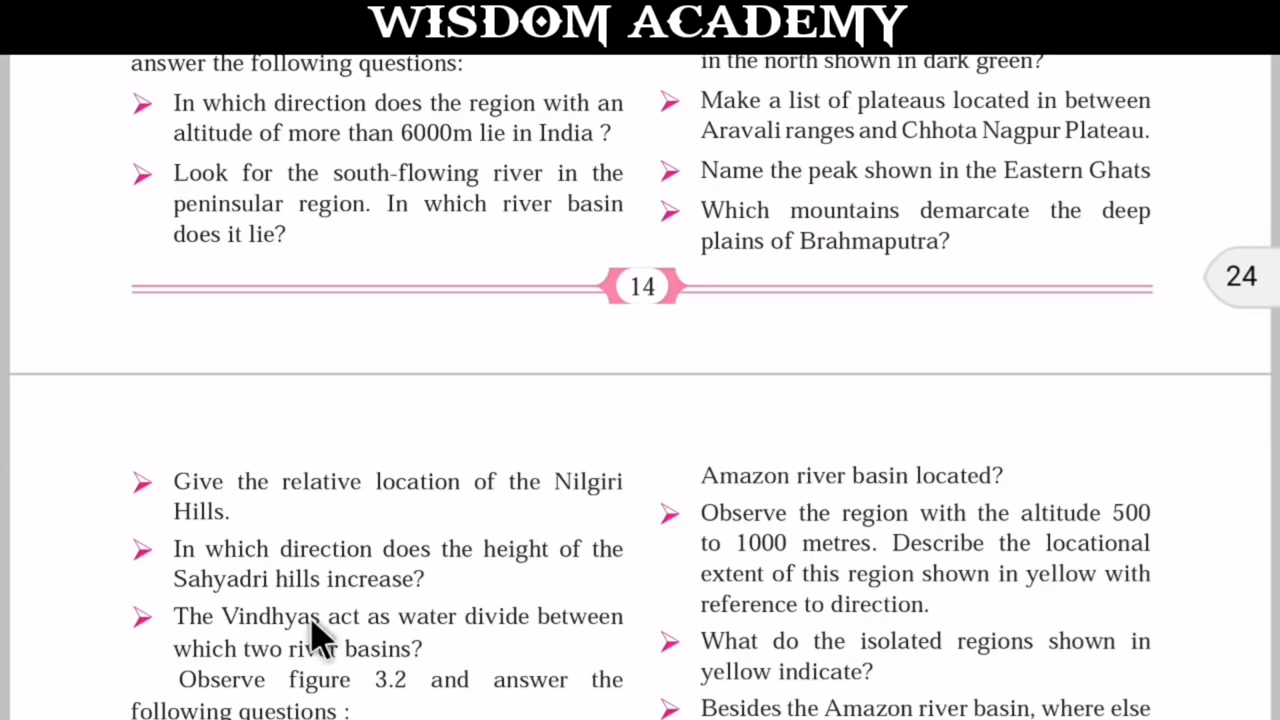 WISDOM ACADEMY
answer the following questions:
➢ In which direction does the region with an
altitude of more than 6000m lie in India ?
➢ Look for the south-flowing river in the
peninsular region. In which river basin
does it lie?
in the north shown in dark green?
➢ Make a list of plateaus located in between
Aravali ranges and Chhota Nagpur Plateau.
➢ Name the peak shown in the Eastern Ghats
➢ Which mountains demarcate the deep
plains of Brahmaputra?
14
24
➢ Give the relative location of the Nilgiri
Hills.
➢ In which direction does the height of the
Sahyadri hills increase?
➢ The Vindhyas act as water divide between
which two river basins?
Observe figure 3.2 and answer the
following questions :
Amazon river basin located?
➢ Observe the region with the altitude 500
to 1000 metres. Describe the locational
extent of this region shown in yellow with
reference to direction.
➢ What do the isolated regions shown in
yellow indicate?
➢ Besides the Amazon river basin, where else